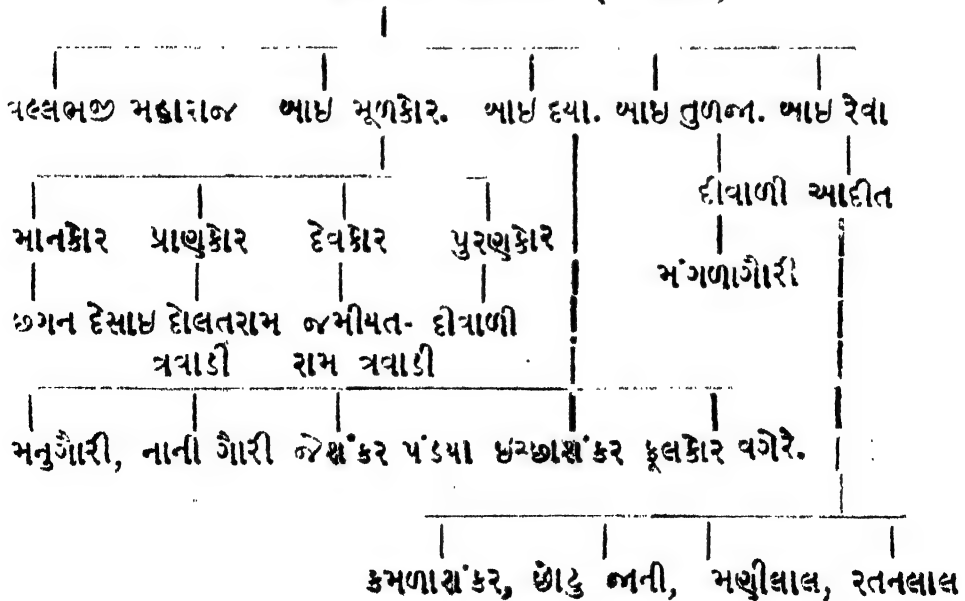 વલ્લભજી મહારાજ બાઇ મૂળકોર. બાઇ દયા. બાઇ તુળજા. બાઇ રેવા
દીવાળી આદીત
માનકોર પ્રાણકોર દેવકોર પુરણકોર
મંગળાગૌરી
છગન દેસાઇ દોલતરામ જમીયત- દીવાળી
ત્રવાડી રામ ત્રવાડી
મનુગૌરી, નાની ગૌરી જેશંકર પંડયા ઇચ્છાશંકર ફૂલકોર વગેરે.
કમળાશંકર, છોટુ જાની, મણીલાલ, રતનલાલ